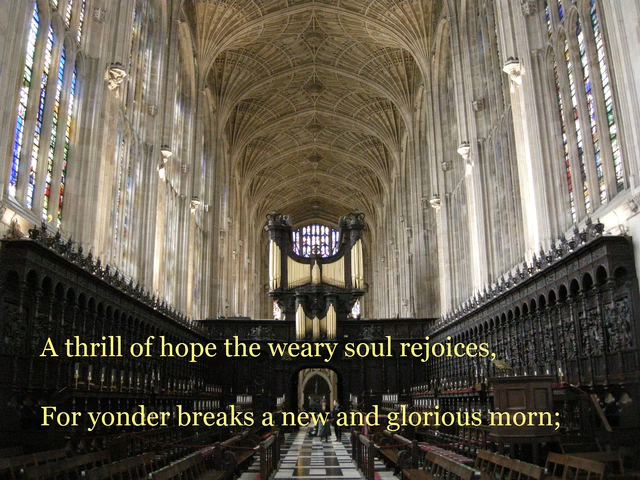 A thrill of hope the weary soul rejoices,
For yonder breaks a new and glorious morn;